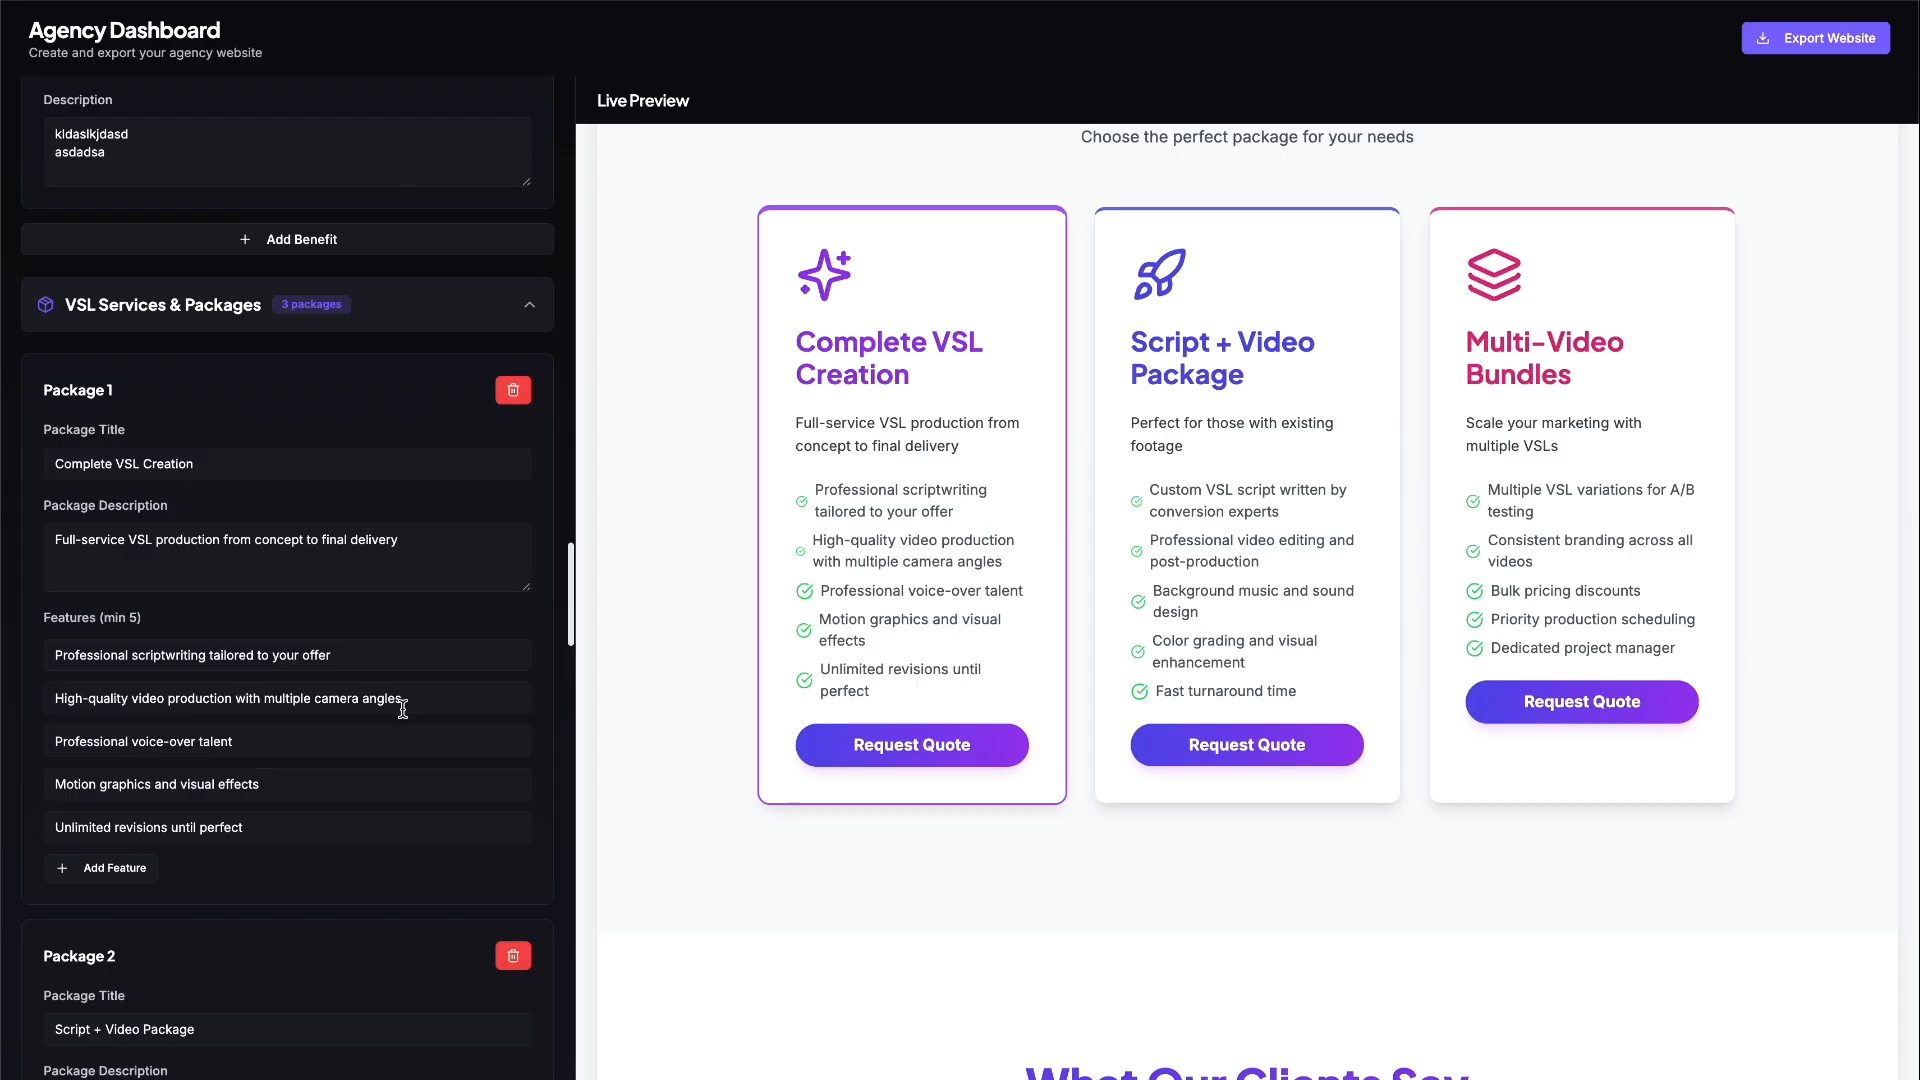 Agency Dashboard
Create and export your agency website
Export Website
Description
kldaslkjdasd
asdadsa
Add Benefit
VSL Services & Packages
3 packages
Package 1
Package Title
Complete VSL Creation
Package Description
Full-service VSL production from concept to final delivery
Features (min 5)
Professional scriptwriting tailored to your offer
High-quality video production with multiple camera angles
Professional voice-over talent
Motion graphics and visual effects
Unlimited revisions until perfect
Add Feature
Package 2
Package Title
Script + Video Package
Package Description
Live Preview
Choose the perfect package for your needs
Complete VSL
Creation
Full-service VSL production from
concept to final delivery
Professional scriptwriting
tailored to your offer
High-quality video production
with multiple camera angles
Professional voice-over talent
Motion graphics and visual
effects
Unlimited revisions until
perfect
Request Quote
Script + Video
Package
Perfect for those with existing
footage
Custom VSL script written by
conversion experts
Professional video editing and
post-production
Background music and sound
design
Color grading and visual
enhancement
Fast turnaround time
Request Quote
Multi-Video
Bundles
Scale your marketing with
multiple VSLs
Multiple VSL variations for A/B
testing
Consistent branding across all
videos
Bulk pricing discounts
Priority production scheduling
Dedicated project manager
Request Quote
What Our Clients Say